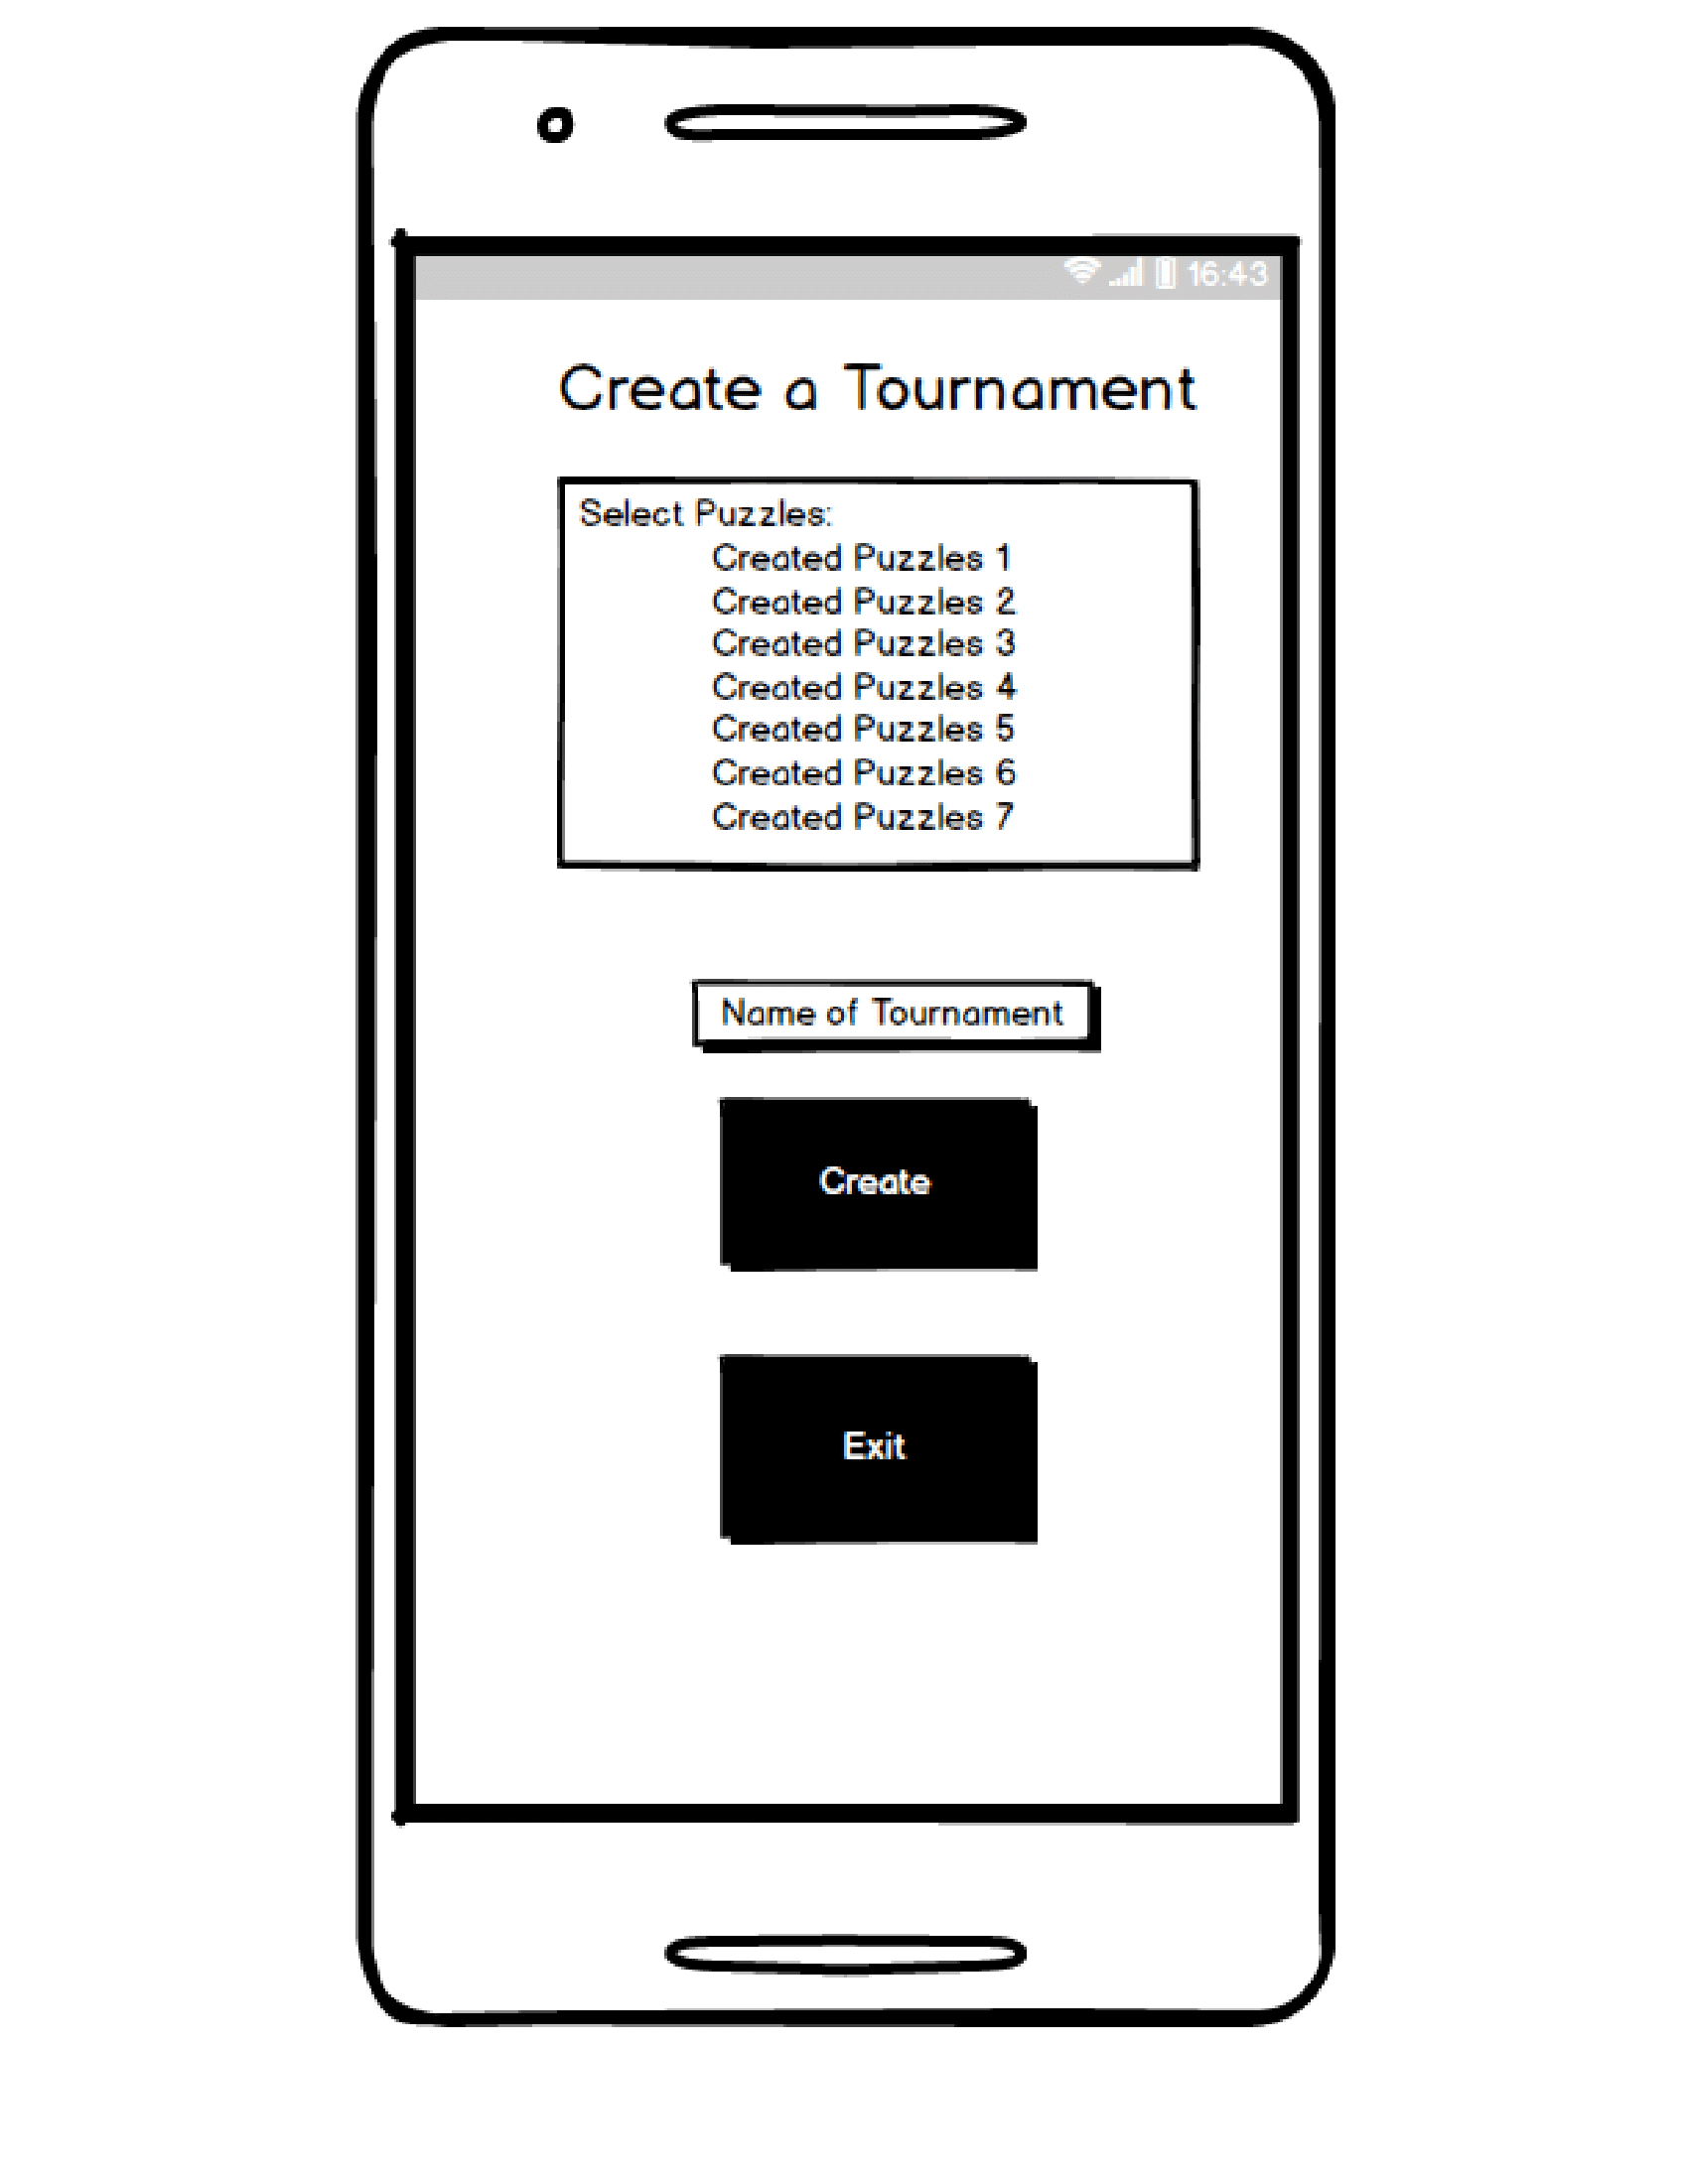 16:43
Create a Tournament
Select Puzzles:
Created Puzzles 1
Created Puzzles 2
Created Puzzles 3
Created Puzzles 4
Created Puzzles 5
Created Puzzles 6
Created Puzzles 7
Name of Tournament
Create
Exit